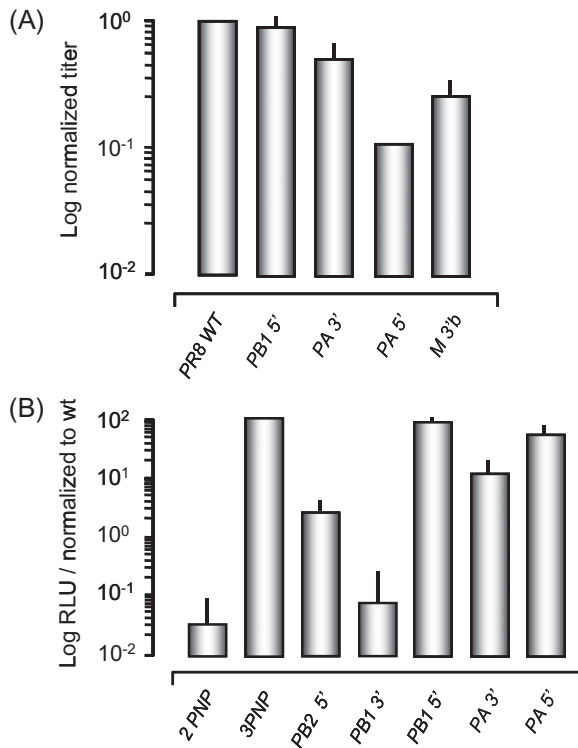 (A)
Log normalized titer
10⁰
10⁻¹
10⁻²
PR8 WT
PB1 5'
PA 3'
PA 5'
M 3'b
(B)
Log RLU / normalized to wt
10²
10¹
10⁰
10⁻¹
10⁻²
2 PNP
3PNP
PB2 5'
PB1 3'
PB1 5'
PA 3'
PA 5'